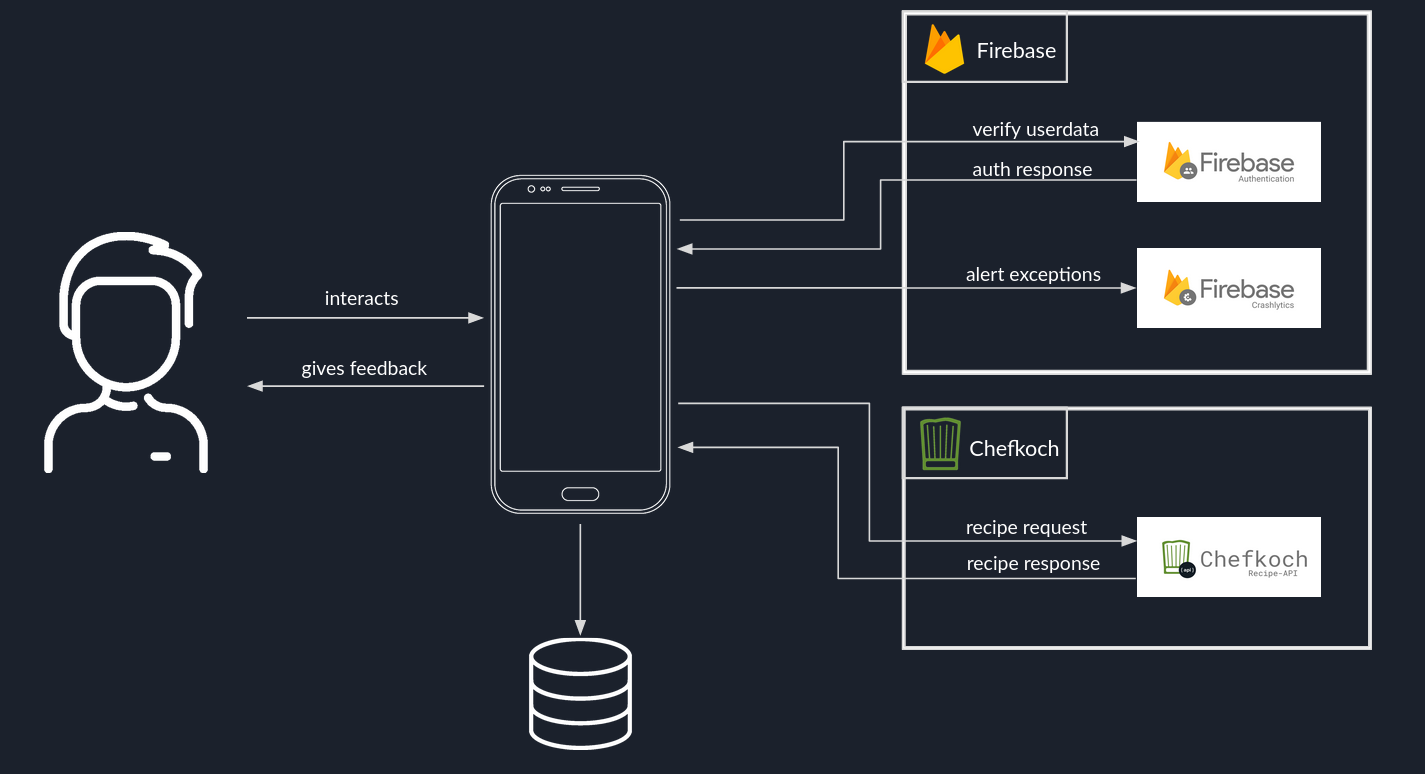 Firebase
verify userdata
Firebase
Authentication
auth response
interacts
alert exceptions
Firebase
Crashlytics
gives feedback
Chefkoch
recipe request
recipe response
{api}
Chefkoch
Recipe-API